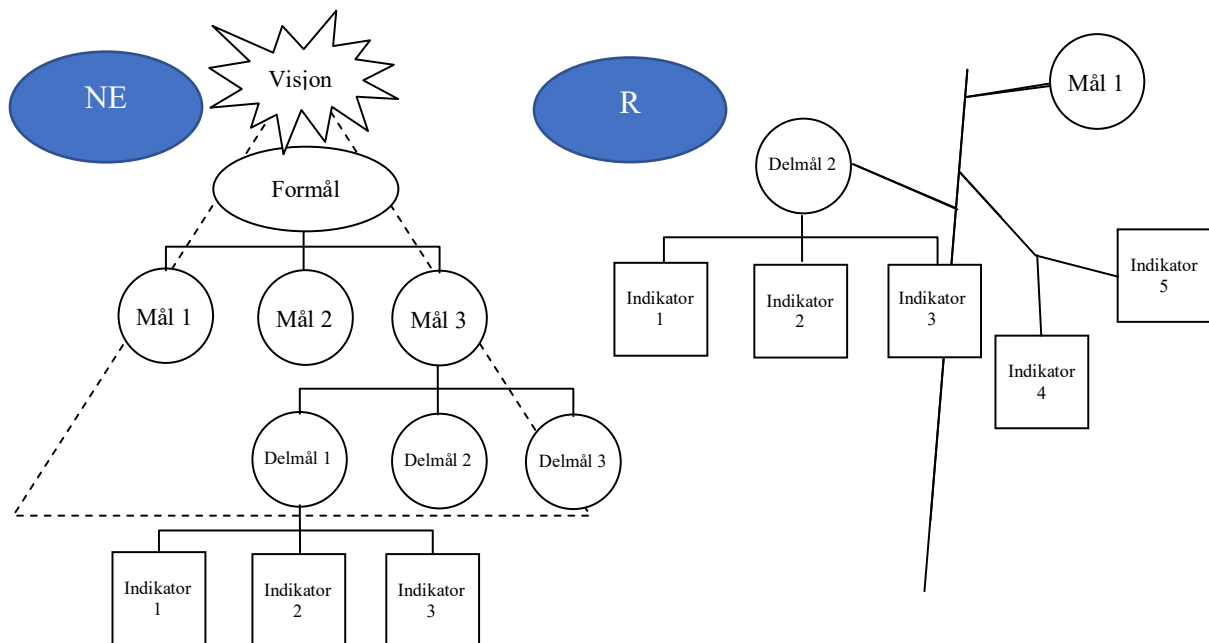 NE
Visjon
Formål
Mål 1
Mål 2
Mål 3
Delmål 1
Delmål 2
Delmål 3
Indikator
1
Indikator
2
Indikator
3
R
Mål 1
Delmål 2
Indikator
1
Indikator
2
Indikator
3
Indikator
4
Indikator
5